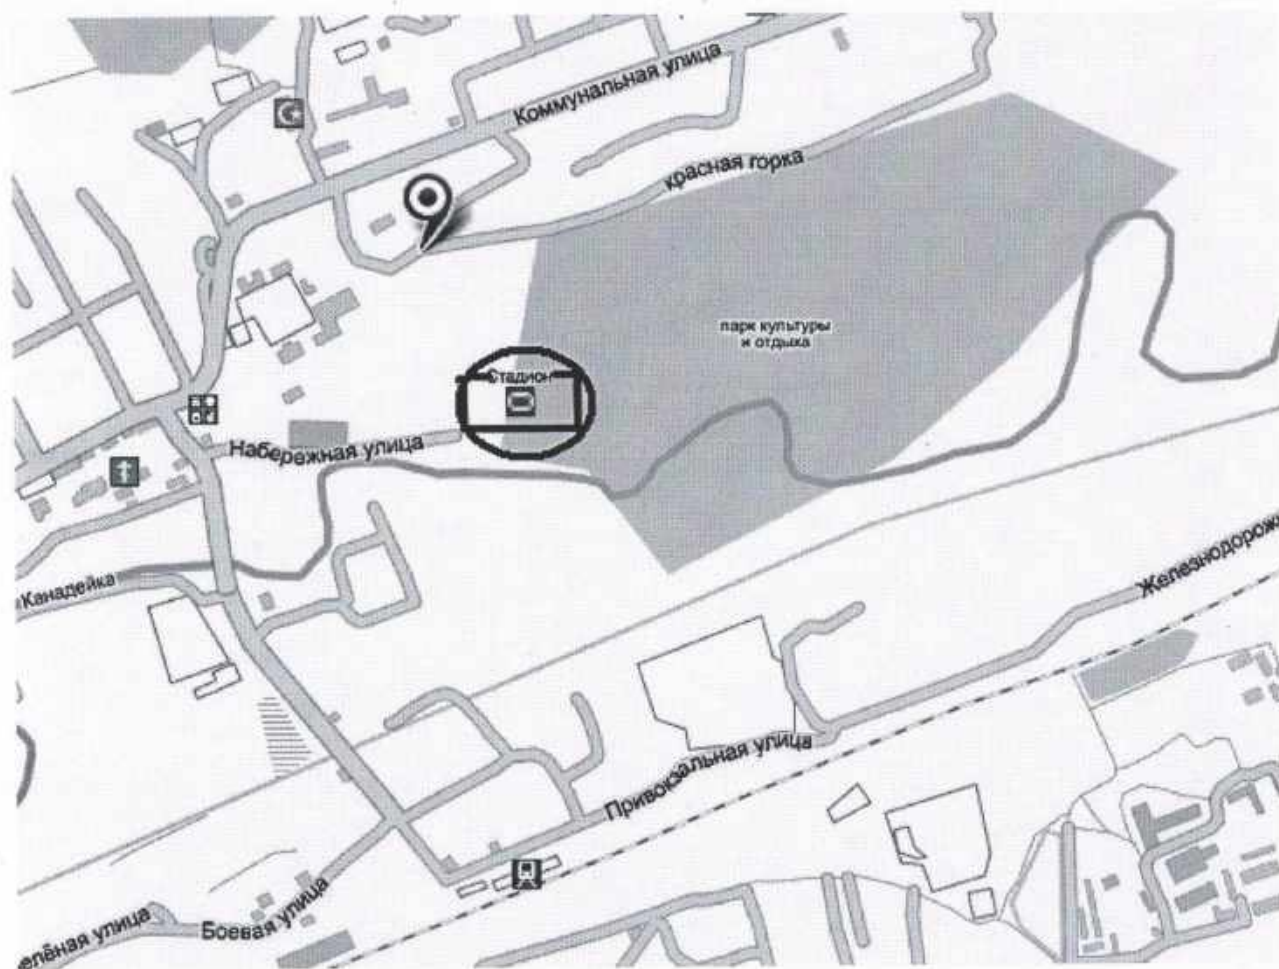 Коммунальная улица
красная горка
парк культуры
и отдыха
Стадион
Набережная улица
Канадейка
Железнодорож
Привокзальная улица
Боевая улица
елёная улица